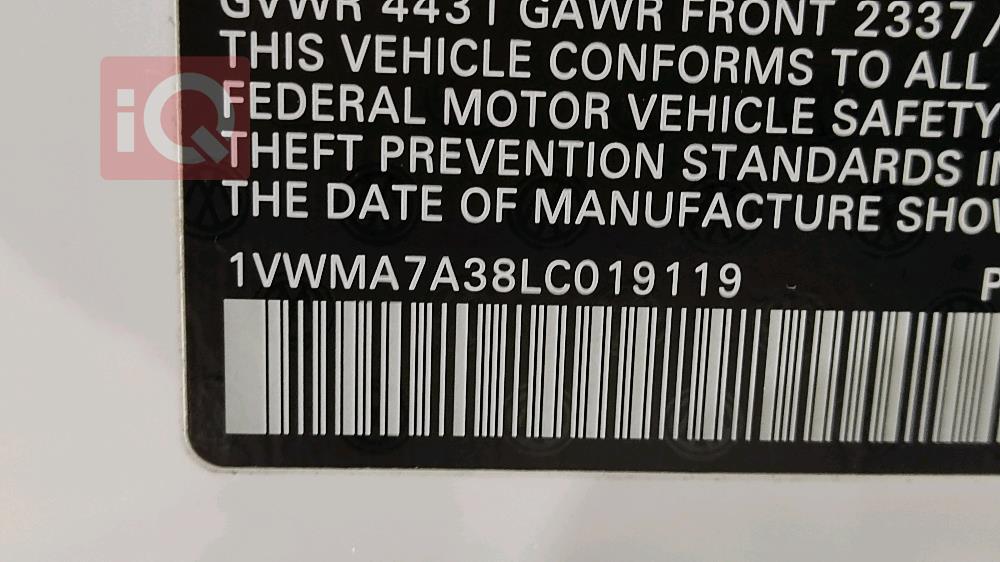 GVWR 4431 GAWR FRONT 2337 /
THIS VEHICLE CONFORMS TO ALL
FEDERAL MOTOR VEHICLE SAFETY
THEFT PREVENTION STANDARDS
THE DATE OF MANUFACTURE
1VWMA7A38LC019119
iQ